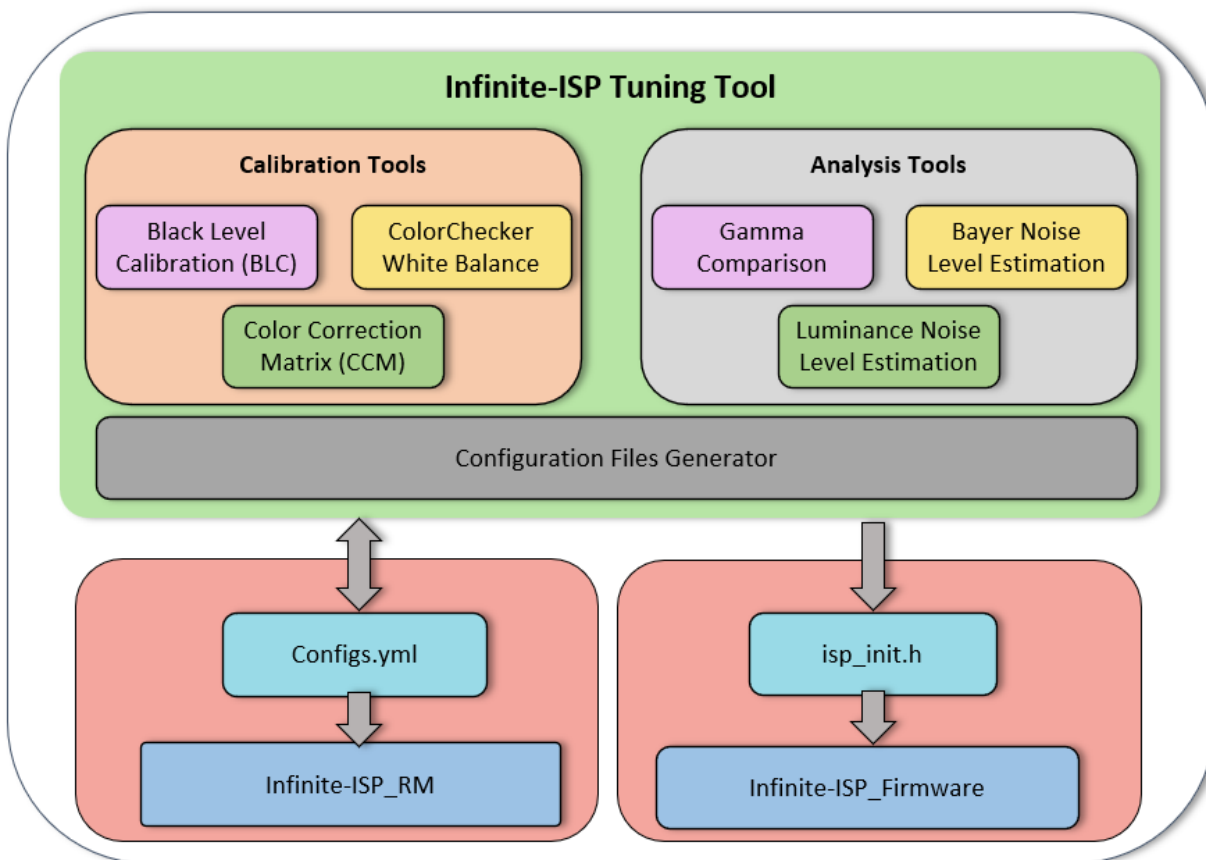 Infinite-ISP Tuning Tool
Calibration Tools
Black Level
Calibration (BLC)
ColorChecker
White Balance
Color Correction
Matrix (CCM)
Analysis Tools
Gamma
Comparison
Bayer Noise
Level Estimation
Luminance Noise
Level Estimation
Configuration Files Generator
Configs.yml
Infinite-ISP_RM
isp_init.h
Infinite-ISP_Firmware